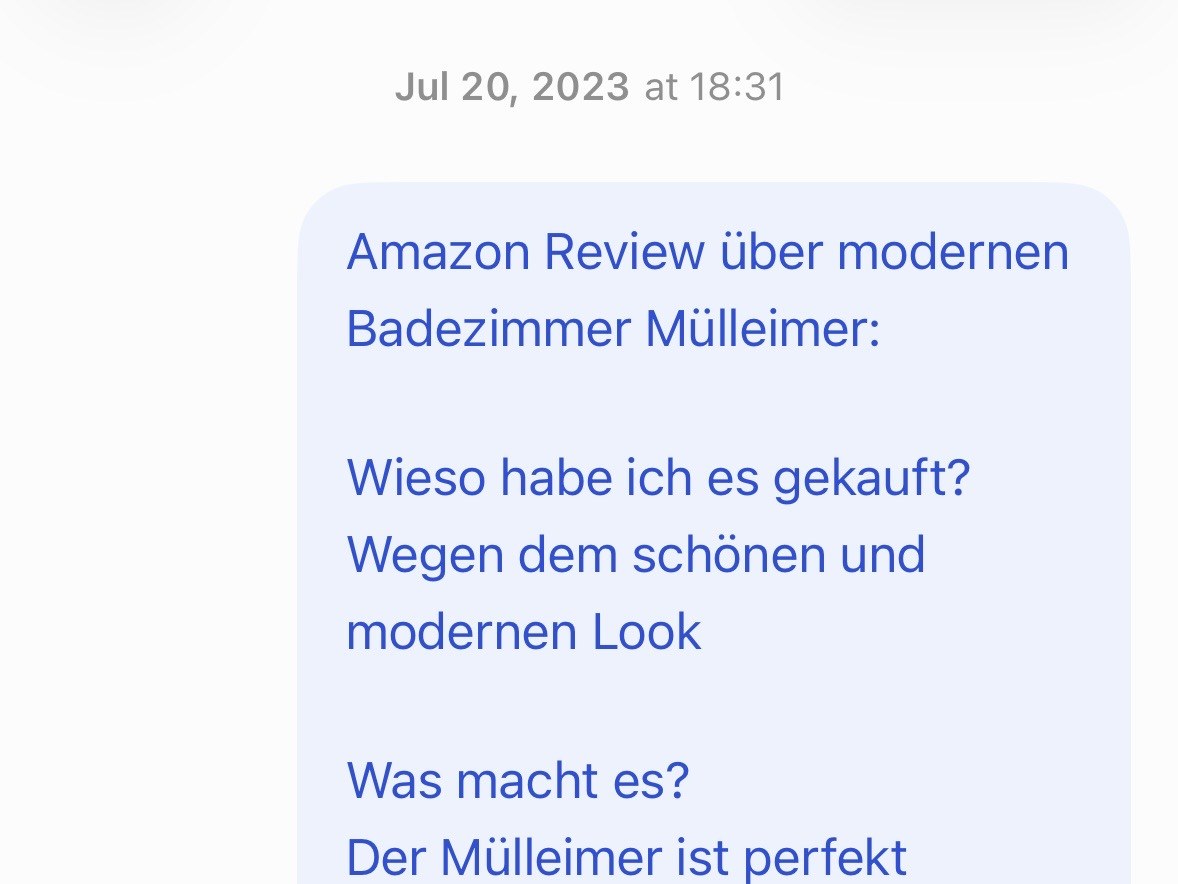 Jul 20, 2023 at 18:31
Amazon Review über modernen
Badezimmer Mülleimer:
Wieso habe ich es gekauft?
Wegen dem schönen und
modernen Look
Was macht es?
Der Mülleimer ist perfekt